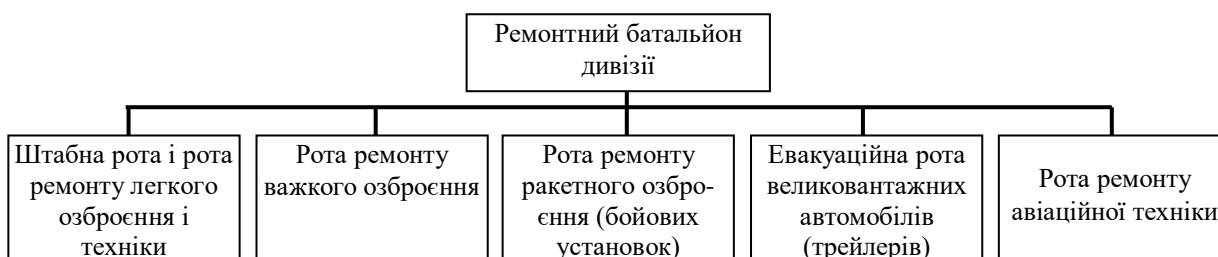 Ремонтний батальйон
дивізії
Штабна рота і рота
ремонту легкого
озброєння і
техніки
Рота ремонту
важкого озброєння
Рота ремонту
ракетного озбро-
єння (бойових
установок)
Евакуаційна рота
великовантажних
автомобілів
(трейлерів)
Рота ремонту
авіаційної техніки